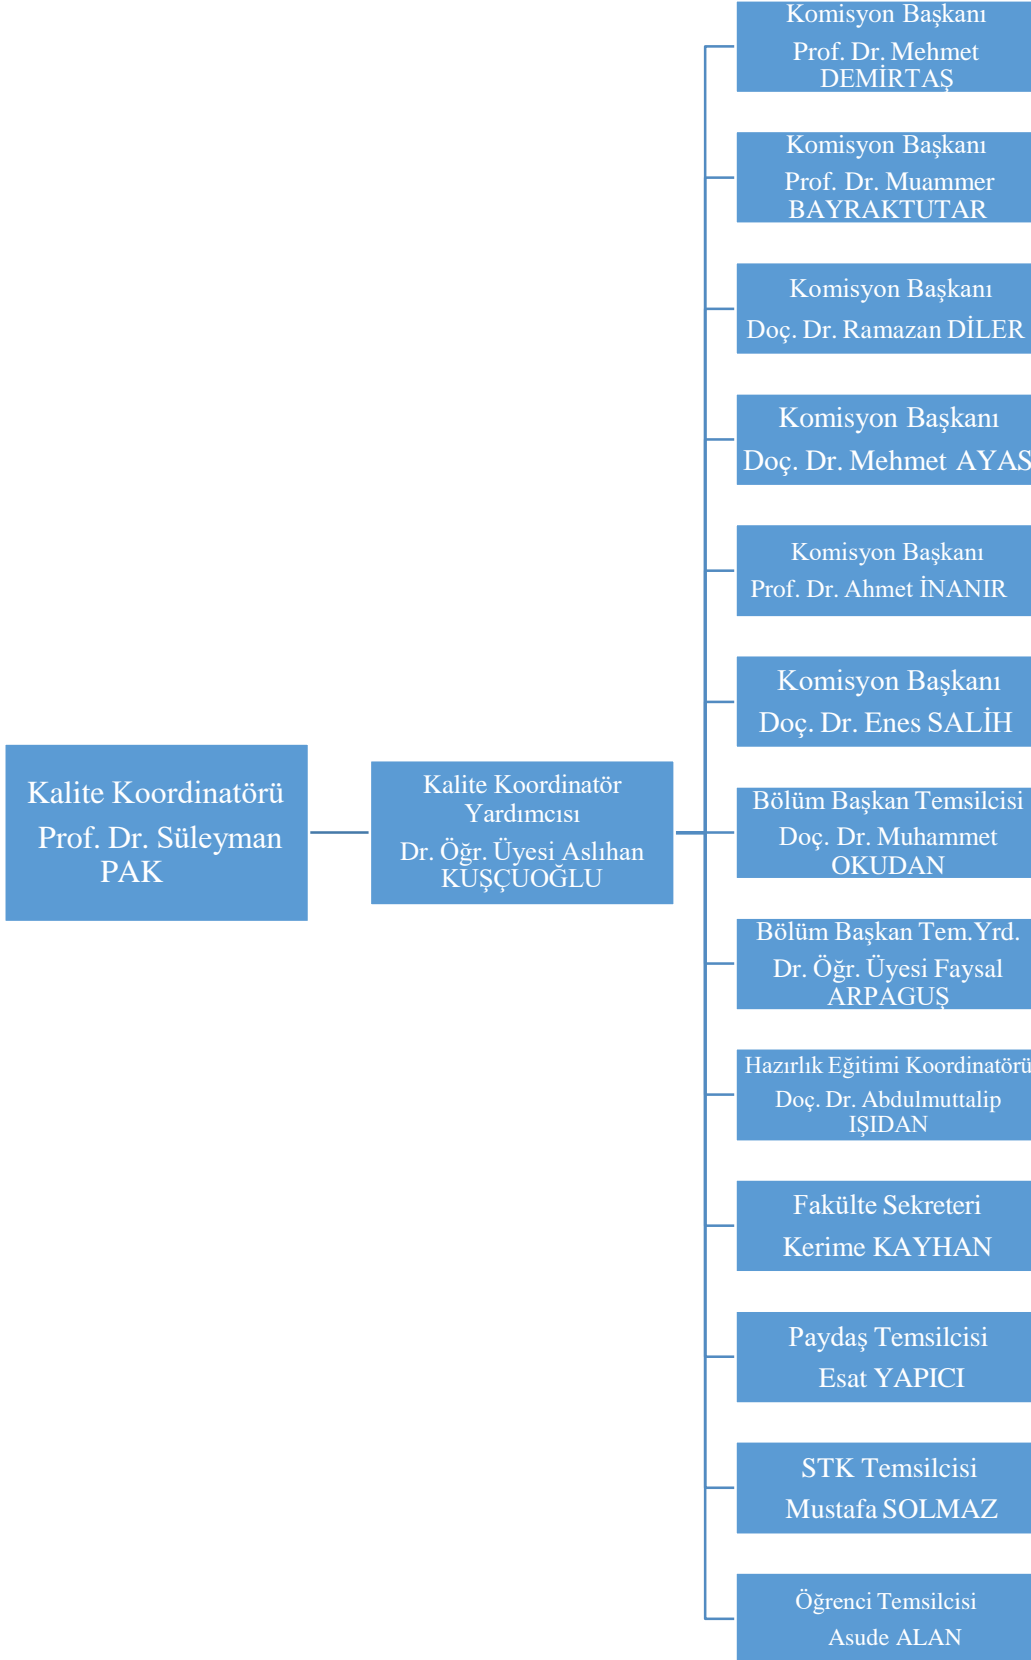 Kalite Koordinatörü
Prof. Dr. Süleyman
PAK
Kalite Koordinatör
Yardımcısı
Dr. Öğr. Üyesi Aslıhan
KUŞÇUOĞLU
Komisyon Başkanı
Prof. Dr. Mehmet
DEMİRTAŞ
Komisyon Başkanı
Prof. Dr. Muammer
BAYRAKTUTAR
Komisyon Başkanı
Doç. Dr. Ramazan DİLER
Komisyon Başkanı
Doç. Dr. Mehmet AYAS
Komisyon Başkanı
Prof. Dr. Ahmet İNANIR
Komisyon Başkanı
Doç. Dr. Enes SALİH
Bölüm Başkan Temsilcisi
Doç. Dr. Muhammet
OKUDAN
Bölüm Başkan Tem.Yrd.
Dr. Öğr. Üyesi Faysal
ARPAGUŞ
Hazırlık Eğitimi Koordinatörü
Doç. Dr. Abdulmuttalip
IŞIDAN
Fakülte Sekreteri
Kerime KAYHAN
Paydaş Temsilcisi
Esat YAPICI
STK Temsilcisi
Mustafa SOLMAZ
Öğrenci Temsilcisi
Asude ALAN